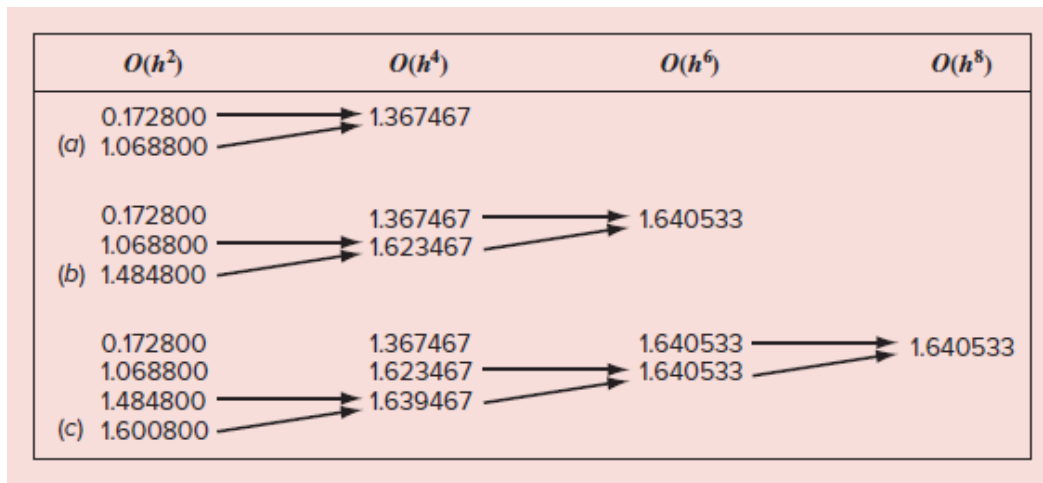 O(h²) O(h⁴) O(h⁶) O(h⁸)
0.172800 1.367467
(a) 1.068800
0.172800 1.367467 1.640533
1.068800 1.623467
(b) 1.484800
0.172800 1.367467 1.640533 1.640533
1.068800 1.623467 1.640533
1.484800 1.639467
(c) 1.600800